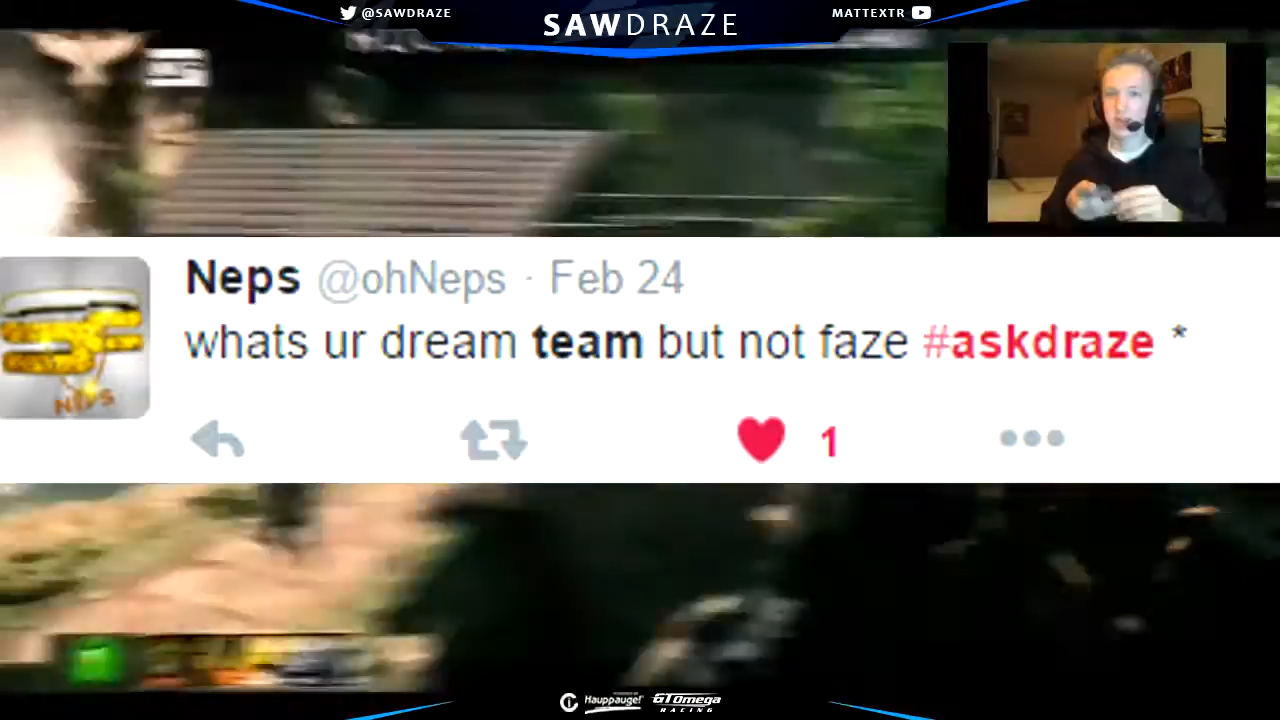 @SAWDRAZE
SAWDRAZE
MATTEXTR
Neps @ohNeps · Feb 24
whats ur dream team but not faze #askdraze *
NEPS
1
Hauppauge!
GTOmega
RACING